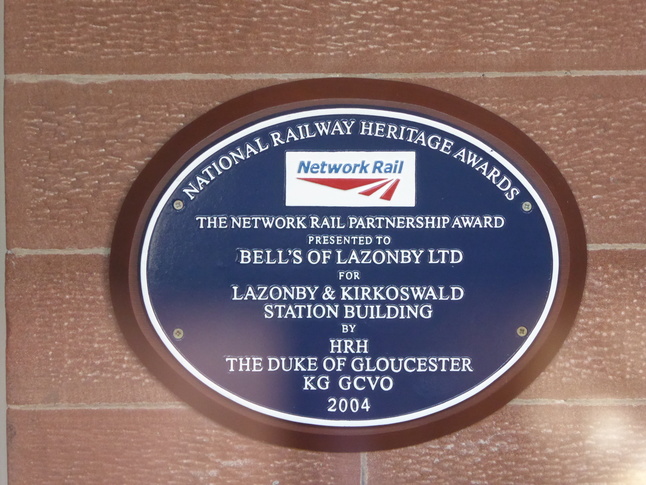 NATIONAL RAILWAY HERITAGE AWARDS
Network Rail
THE NETWORK RAIL PARTNERSHIP AWARD
PRESENTED TO
BELL'S OF LAZONBY LTD
FOR
LAZONBY & KIRKOSWALD
STATION BUILDING
BY
HRH
THE DUKE OF GLOUCESTER
KG GCVO
2004